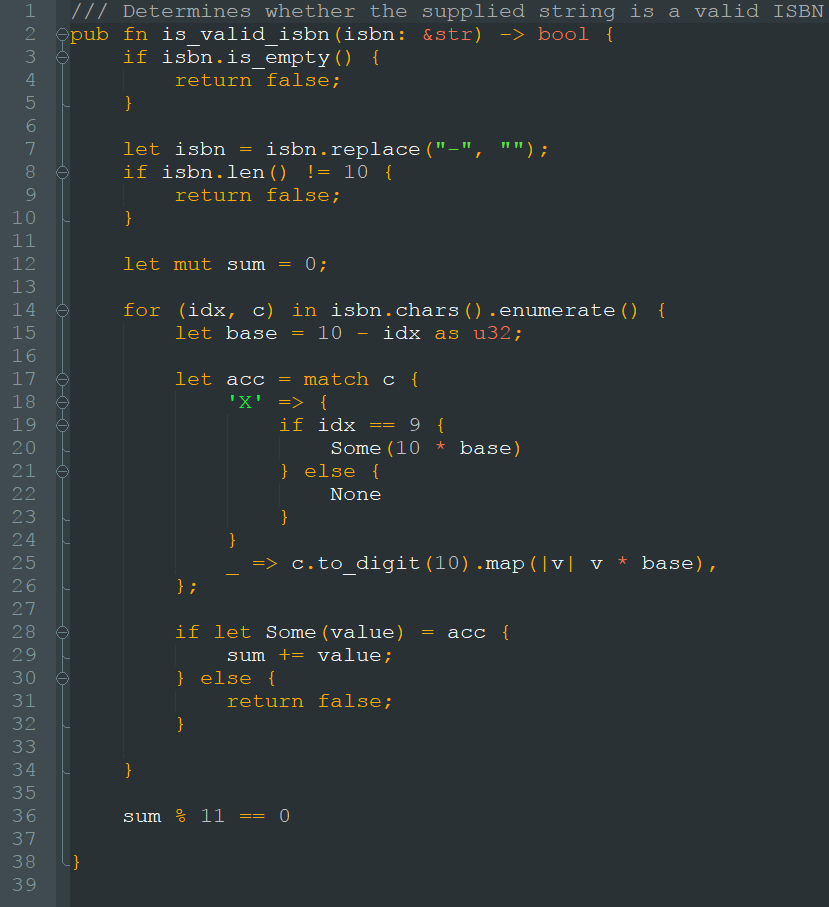 1 /// Determines whether the supplied string is a valid ISBN
2 pub fn is_valid_isbn(isbn: &str) -> bool {
3     if isbn.is_empty() {
4         return false;
5     }
6
7     let isbn = isbn.replace("-", "");
8     if isbn.len() != 10 {
9         return false;
10     }
11
12     let mut sum = 0;
13
14     for (idx, c) in isbn.chars().enumerate() {
15         let base = 10 - idx as u32;
16
17         let acc = match c {
18             'X' => {
19                 if idx == 9 {
20                     Some(10 * base)
21                 } else {
22                     None
23                 }
24             }
25             _ => c.to_digit(10).map(|v| v * base),
26         };
27
28         if let Some(value) = acc {
29             sum += value;
30         } else {
31             return false;
32         }
33
34     }
35
36     sum % 11 == 0
37
38 }
39